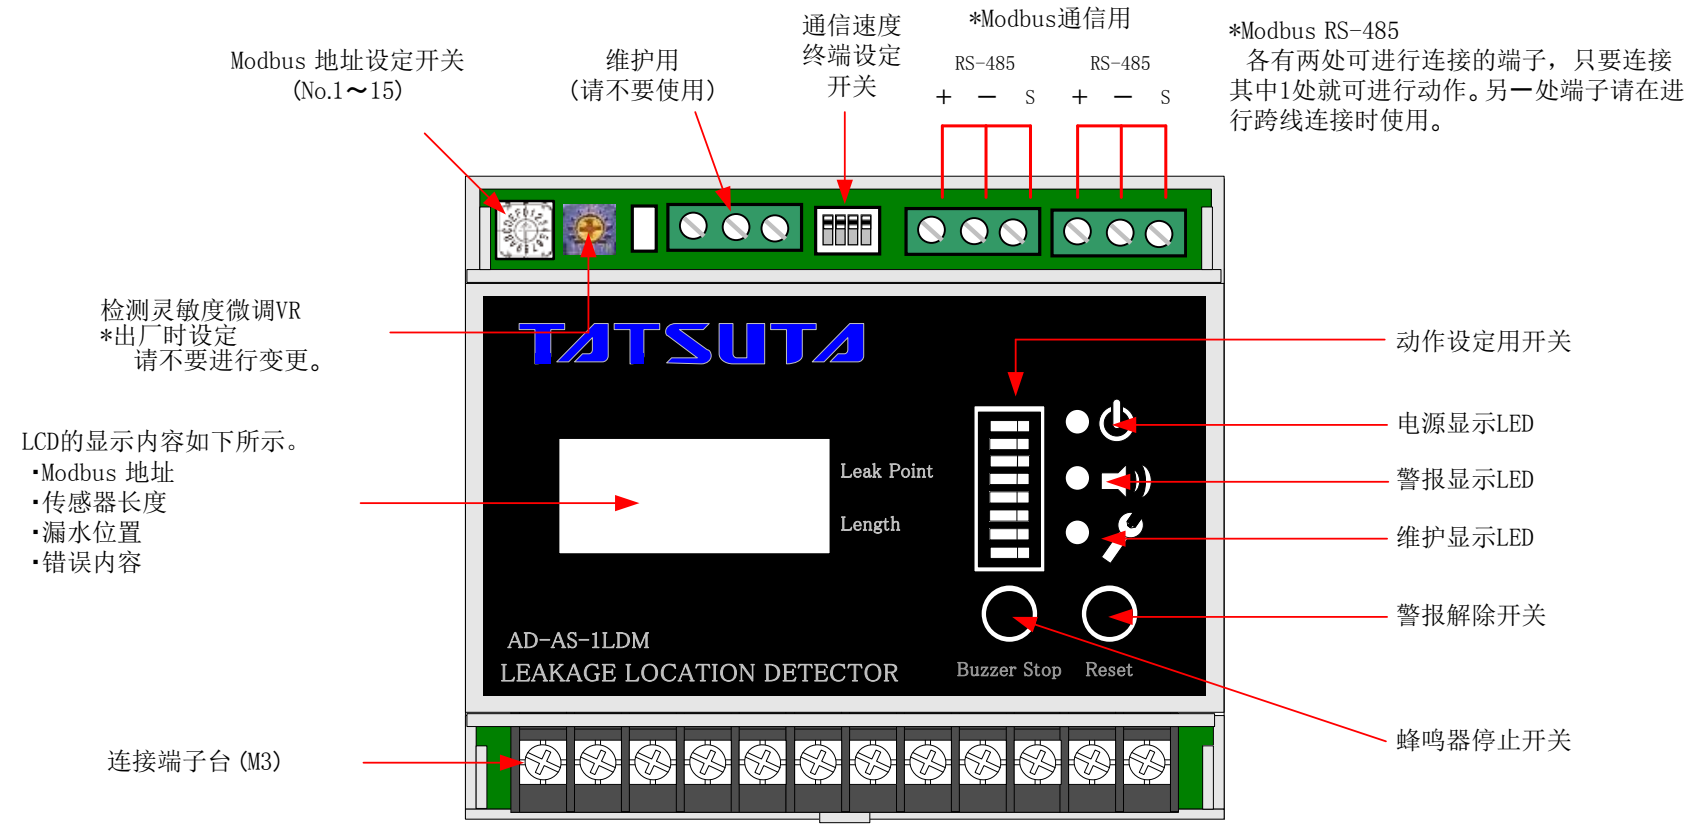 Modbus 地址设定开关
(No.1～15)
维护用
(请不要使用)
通信速度
终端设定
开关
*Modbus通信用
RS-485
RS-485
+ − S + − S
*Modbus RS-485
各有两处可进行连接的端子，只要连接
其中1处就可进行动作。另一处端子请在进
行跨线连接时使用。
检测灵敏度微调VR
*出厂时设定
请不要进行变更。
TATSUTA
动作设定用开关
LCD的显示内容如下所示。
・Modbus 地址
・传感器长度
・漏水位置
・错误内容
Leak Point
Length
电源显示LED
警报显示LED
维护显示LED
警报解除开关
AD-AS-1LDM
LEAKAGE LOCATION DETECTOR
Buzzer Stop
Reset
蜂鸣器停止开关
连接端子台(M3)